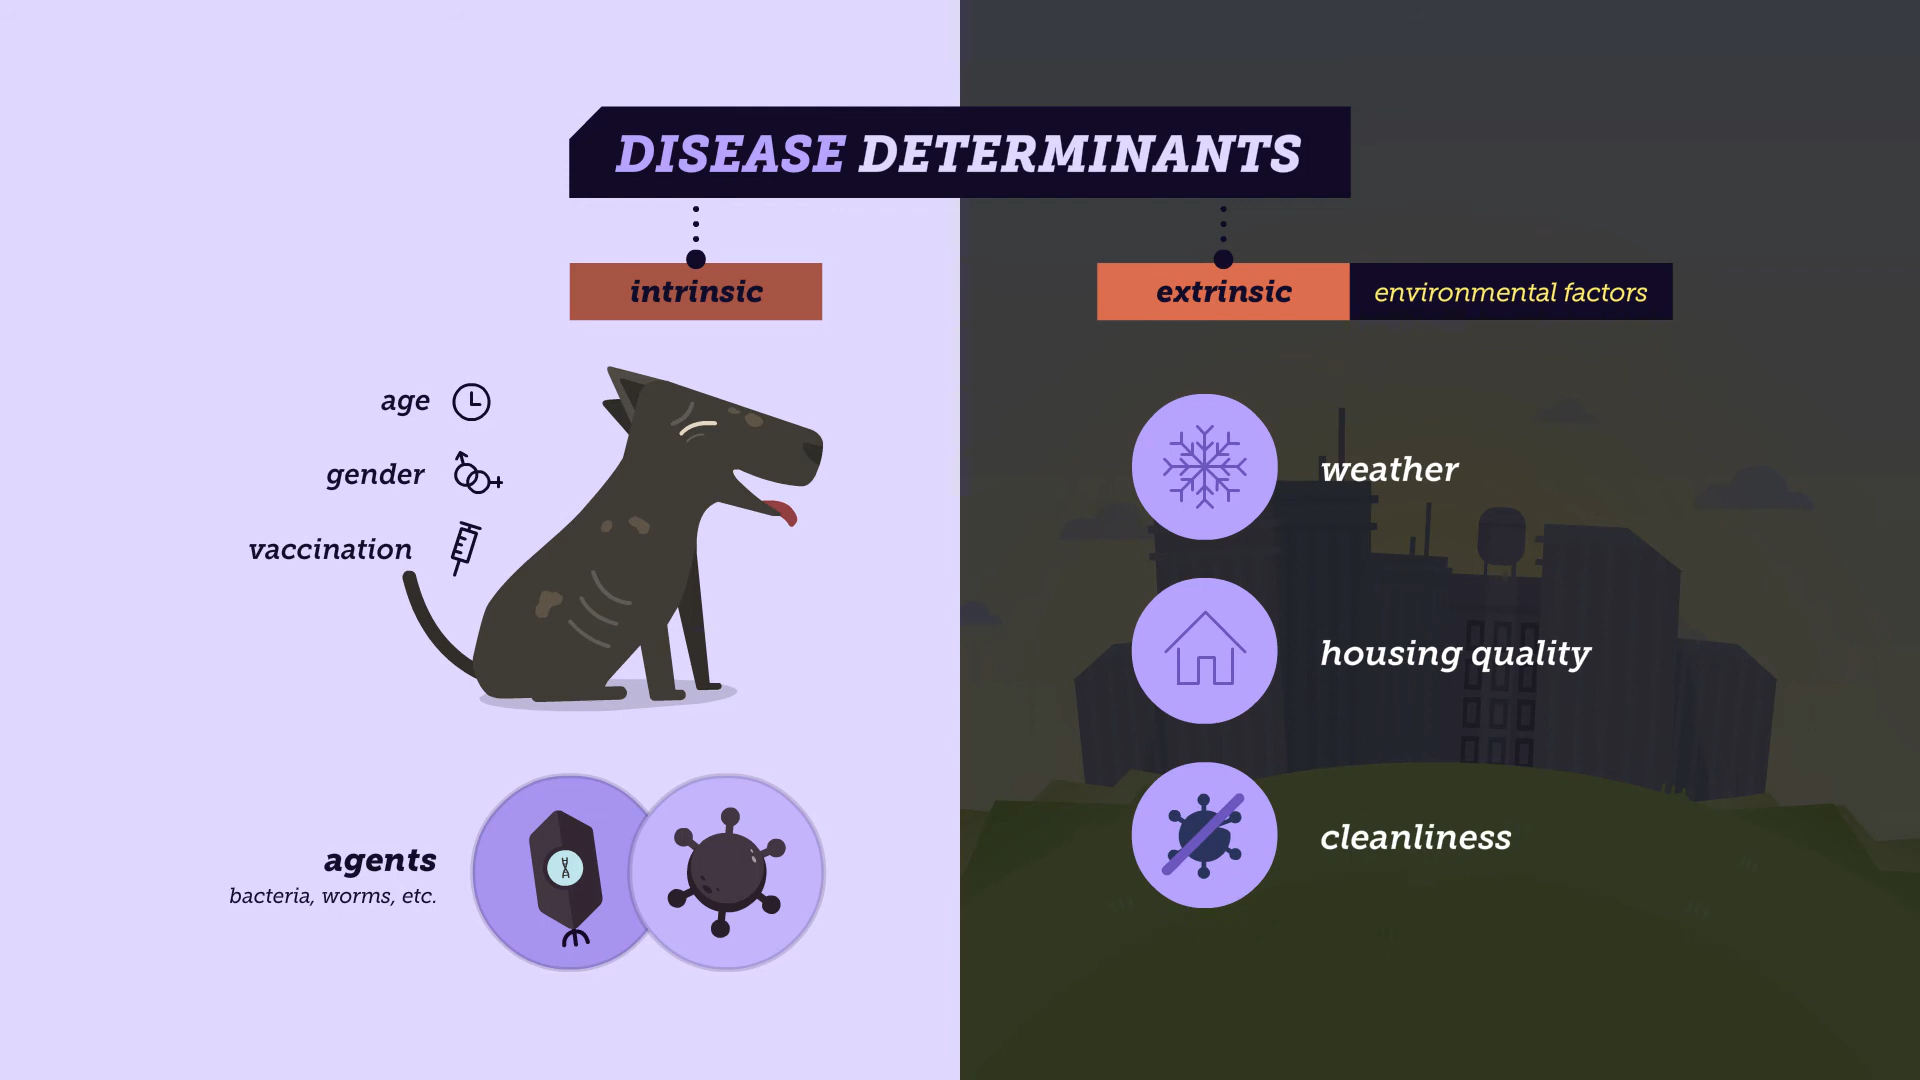 DISEASE DETERMINANTS
intrinsic
age
gender
vaccination
agents
bacteria, worms, etc.
extrinsic
environmental factors
weather
housing quality
cleanliness